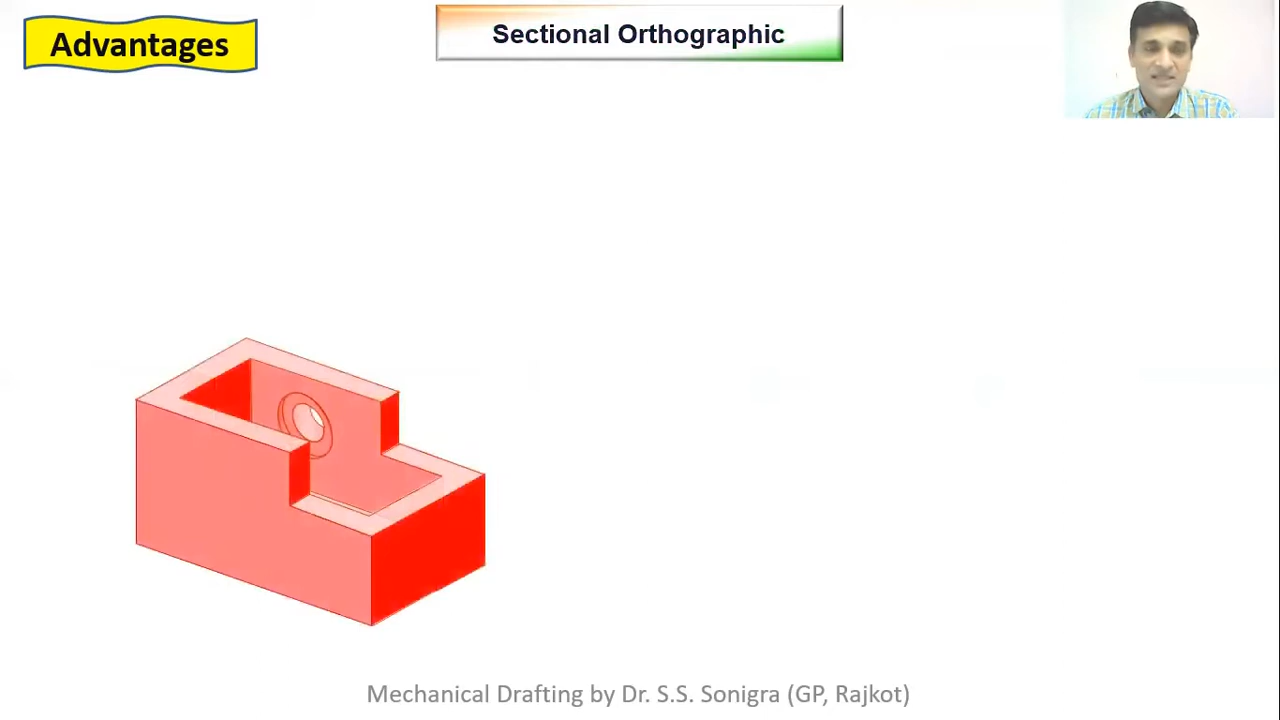 Advantages
Sectional Orthographic
Mechanical Drafting by Dr. S.S. Sonigra (GP, Rajkot)